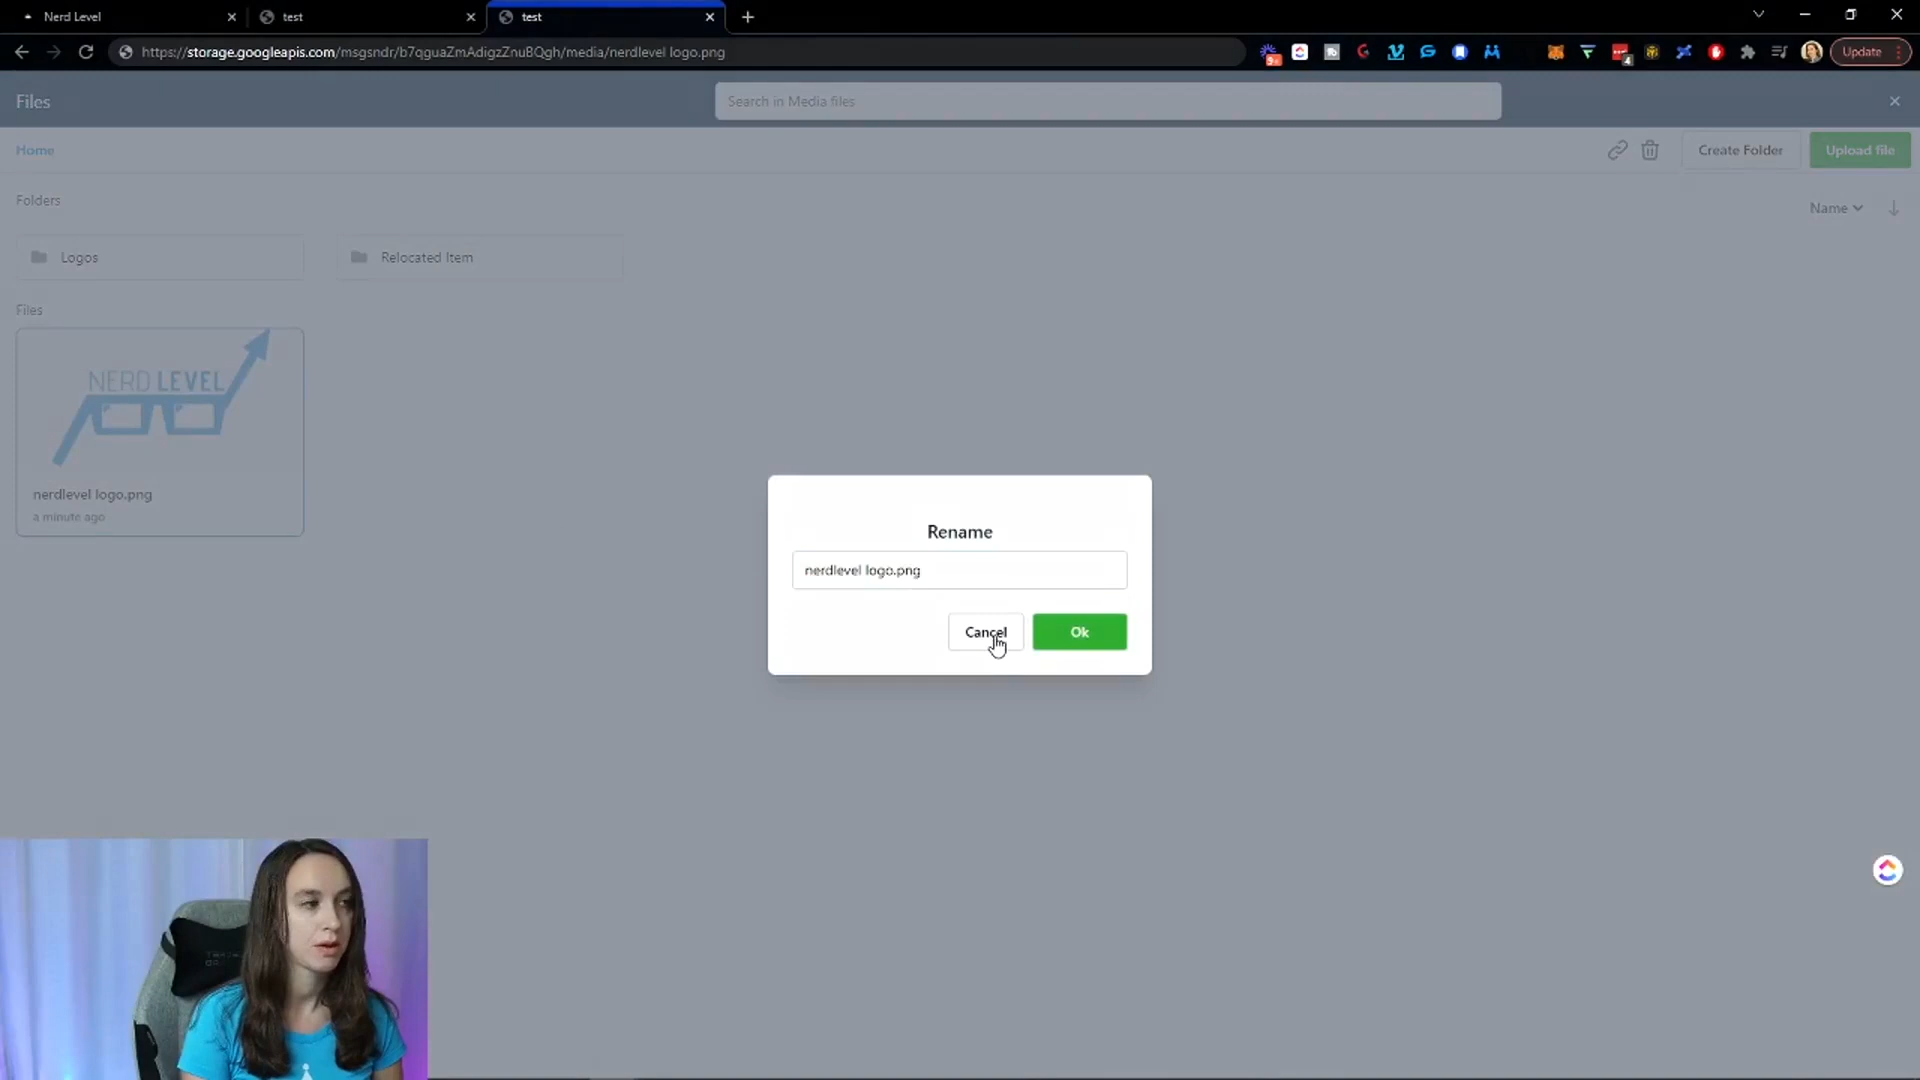 Nerd Level
test
test
https://storage.googleapis.com/msgsndr/b7qguaZmAdigzZnuBQgh/media/nerdlevel logo.png
9+
4
Update
Files
Search in Media files
Home
Create Folder
Upload file
Folders
Name
Logos
Relocated Item
Files
NERD LEVEL
nerdlevel logo.png
a minute ago
Rename
nerdlevel logo.png
Cancel
Ok